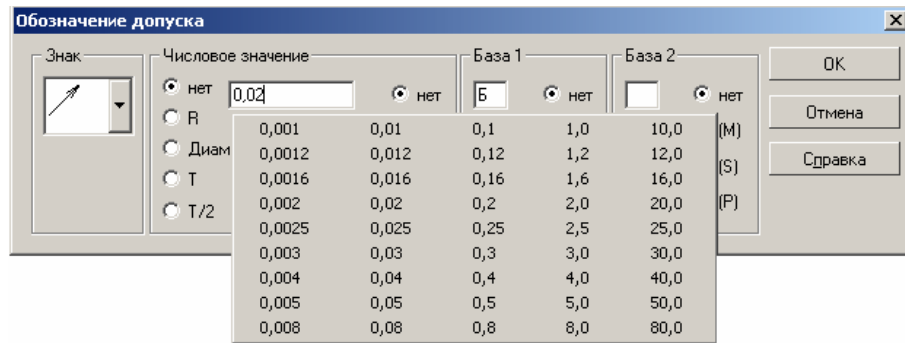 Обозначение допуска
Знак Числовое значение База 1 База 2
нет 0,02 нет Б нет нет OK
R Отмена
Диам (M)
T (S) Справка
T/2 (P)
0,001 0,01 0,1 1,0 10,0
0,0012 0,012 0,12 1,2 12,0
0,0016 0,016 0,16 1,6 16,0
0,002 0,02 0,2 2,0 20,0
0,0025 0,025 0,25 2,5 25,0
0,003 0,03 0,3 3,0 30,0
0,004 0,04 0,4 4,0 40,0
0,005 0,05 0,5 5,0 50,0
0,008 0,08 0,8 8,0 80,0